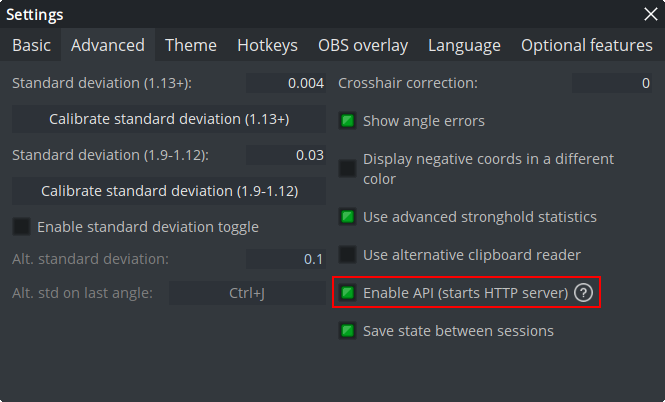 Settings
Basic Advanced Theme Hotkeys OBS overlay Language Optional features
Standard deviation (1.13+): 0.004
Calibrate standard deviation (1.13+)
Standard deviation (1.9-1.12): 0.03
Calibrate standard deviation (1.9-1.12)
Enable standard deviation toggle
Alt. standard deviation: 0.1
Alt. std on last angle: Ctrl+J
Crosshair correction: 0
Show angle errors
Display negative coords in a different
color
Use advanced stronghold statistics
Use alternative clipboard reader
Enable API (starts HTTP server) ?
Save state between sessions